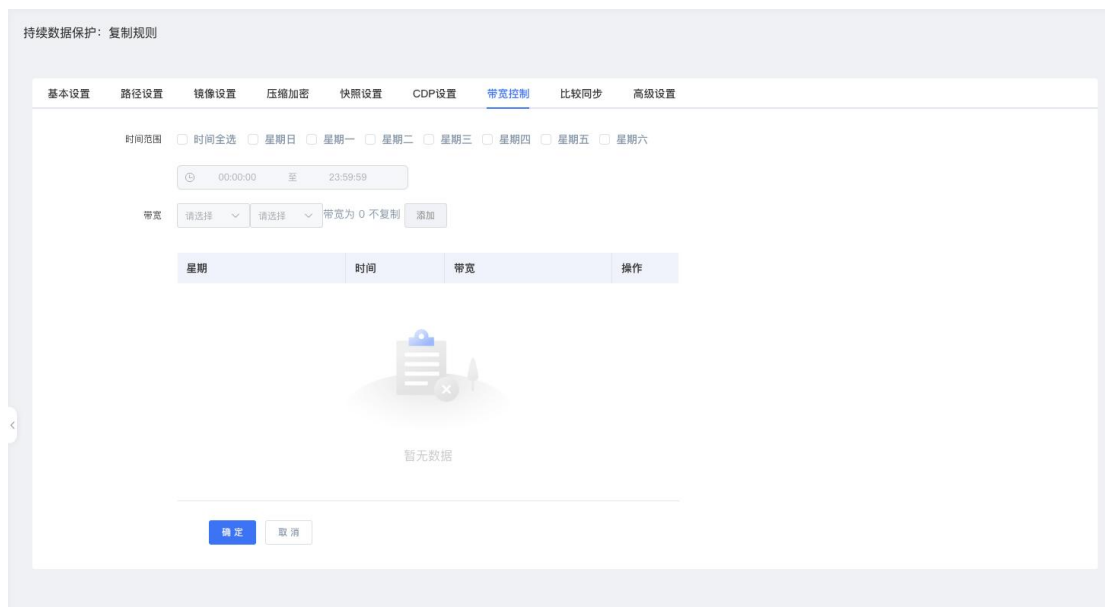 持续数据保护：复制规则
基本设置 路径设置 镜像设置 压缩加密 快照设置 CDP设置 带宽控制 比较同步 高级设置
时间范围 时间全选 星期日 星期一 星期二 星期三 星期四 星期五 星期六
00:00:00 至 23:59:59
带宽 请选择 请选择 带宽为 0 不复制 添加
星期 时间 带宽 操作
暂无数据
确定 取消